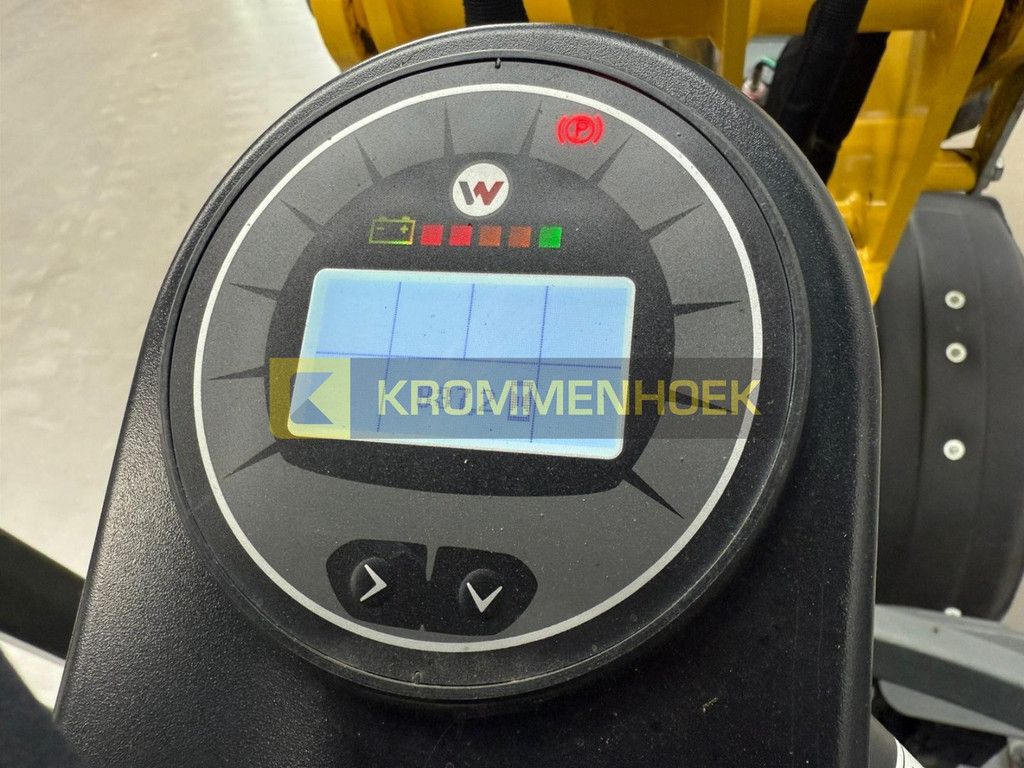 P
W
- +
KROMMENHOEK